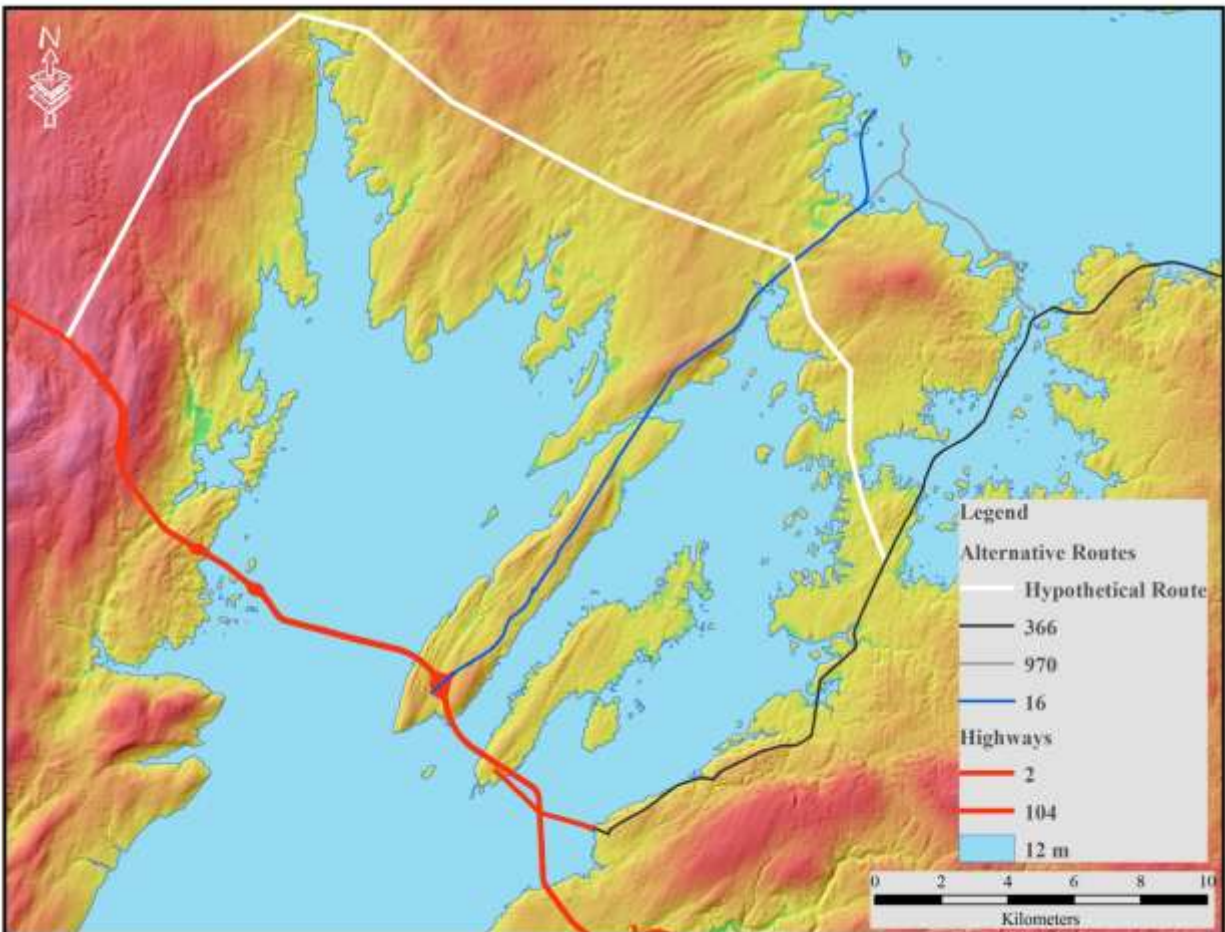 N
Legend
Alternative Routes
Hypothetical Route
366
970
16
Highways
2
104
12 m
0 2 4 6 8 10
Kilometers